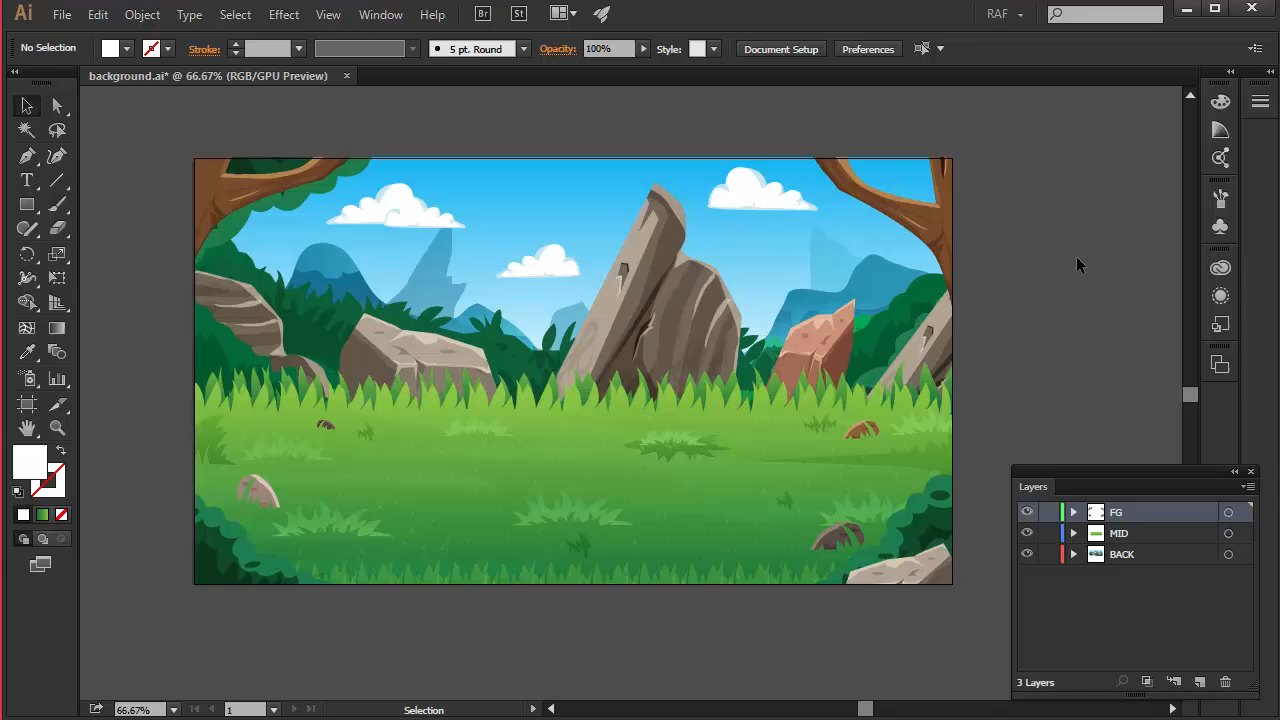 Ai File Edit Object Type Select Effect View Window Help Br St RAF
No Selection Stroke: 5 pt. Round Opacity: 100% Style: Document Setup Preferences
background.ai* @ 66.67% (RGB/GPU Preview)
Layers
FG
MID
BACK
3 Layers
66.67% 1 Selection